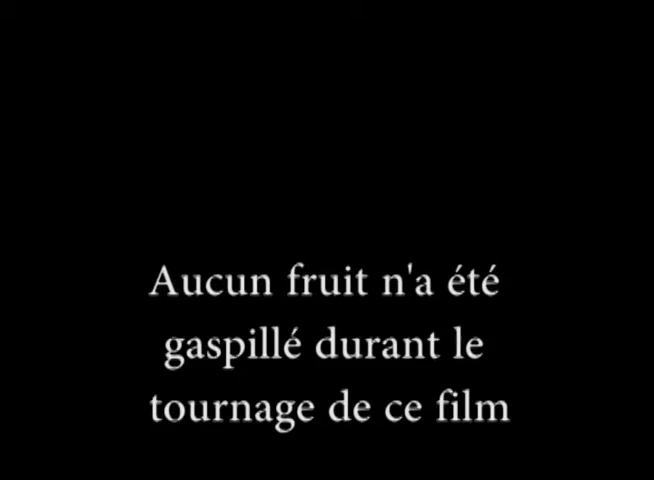 Aucun fruit n'a été
gaspillé durant le
tournage de ce film